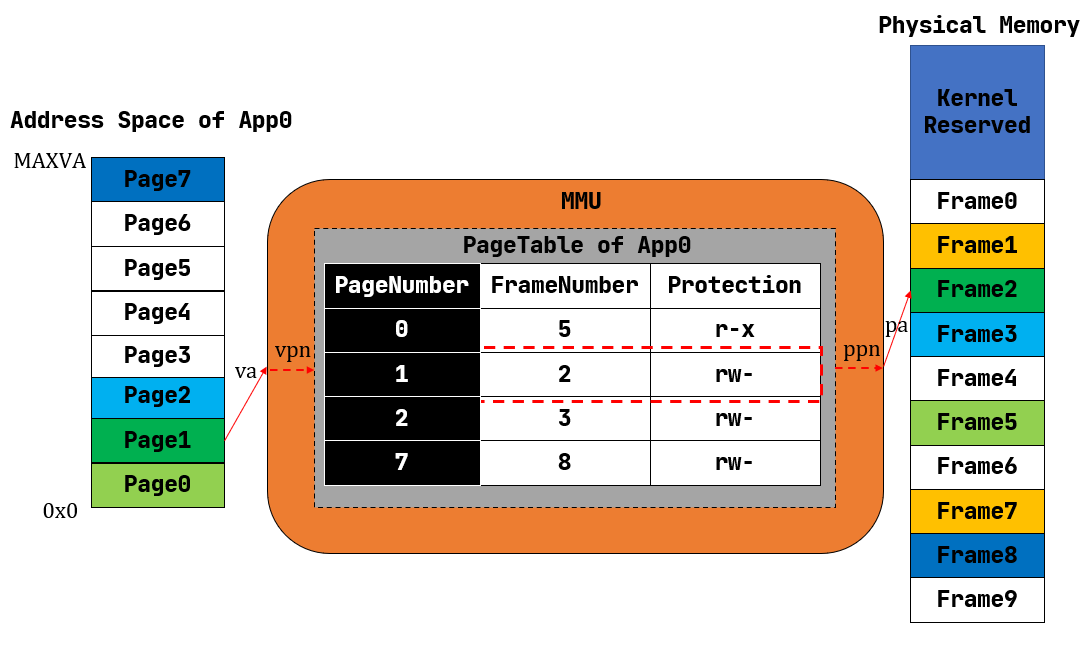 Physical Memory
Kernel
Reserved
Address Space of App0
MAXVA
Page7
Page6
Page5
Page4
Page3
Page2
Page1
Page0
0x0
va
vpn
MMU
PageTable of App0
PageNumber FrameNumber Protection
0 5 r-x
1 2 rw-
2 3 rw-
7 8 rw-
ppn
pa
Frame0
Frame1
Frame2
Frame3
Frame4
Frame5
Frame6
Frame7
Frame8
Frame9